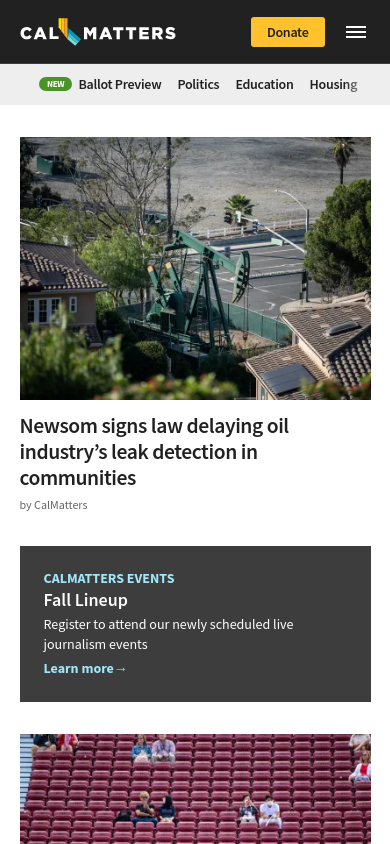 CALMATTERS
Donate
NEW Ballot Preview Politics Education Housing
Newsom signs law delaying oil
industry’s leak detection in
communities
by CalMatters
CALMATTERS EVENTS
Fall Lineup
Register to attend our newly scheduled live
journalism events
Learn more→